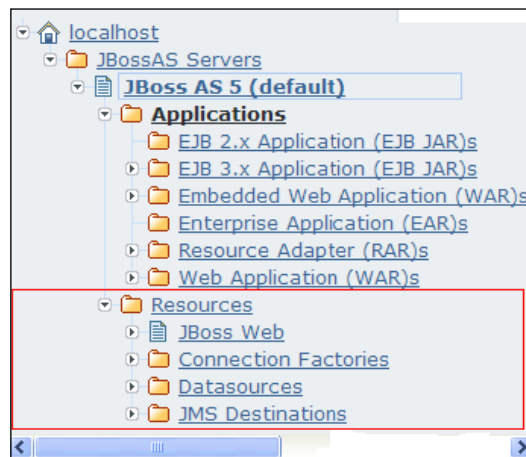 localhost
JBossAS Servers
JBoss AS 5 (default)
Applications
EJB 2.x Application (EJB JAR)s
EJB 3.x Application (EJB JAR)s
Embedded Web Application (WAR)s
Enterprise Application (EAR)s
Resource Adapter (RAR)s
Web Application (WAR)s
Resources
JBoss Web
Connection Factories
Datasources
JMS Destinations